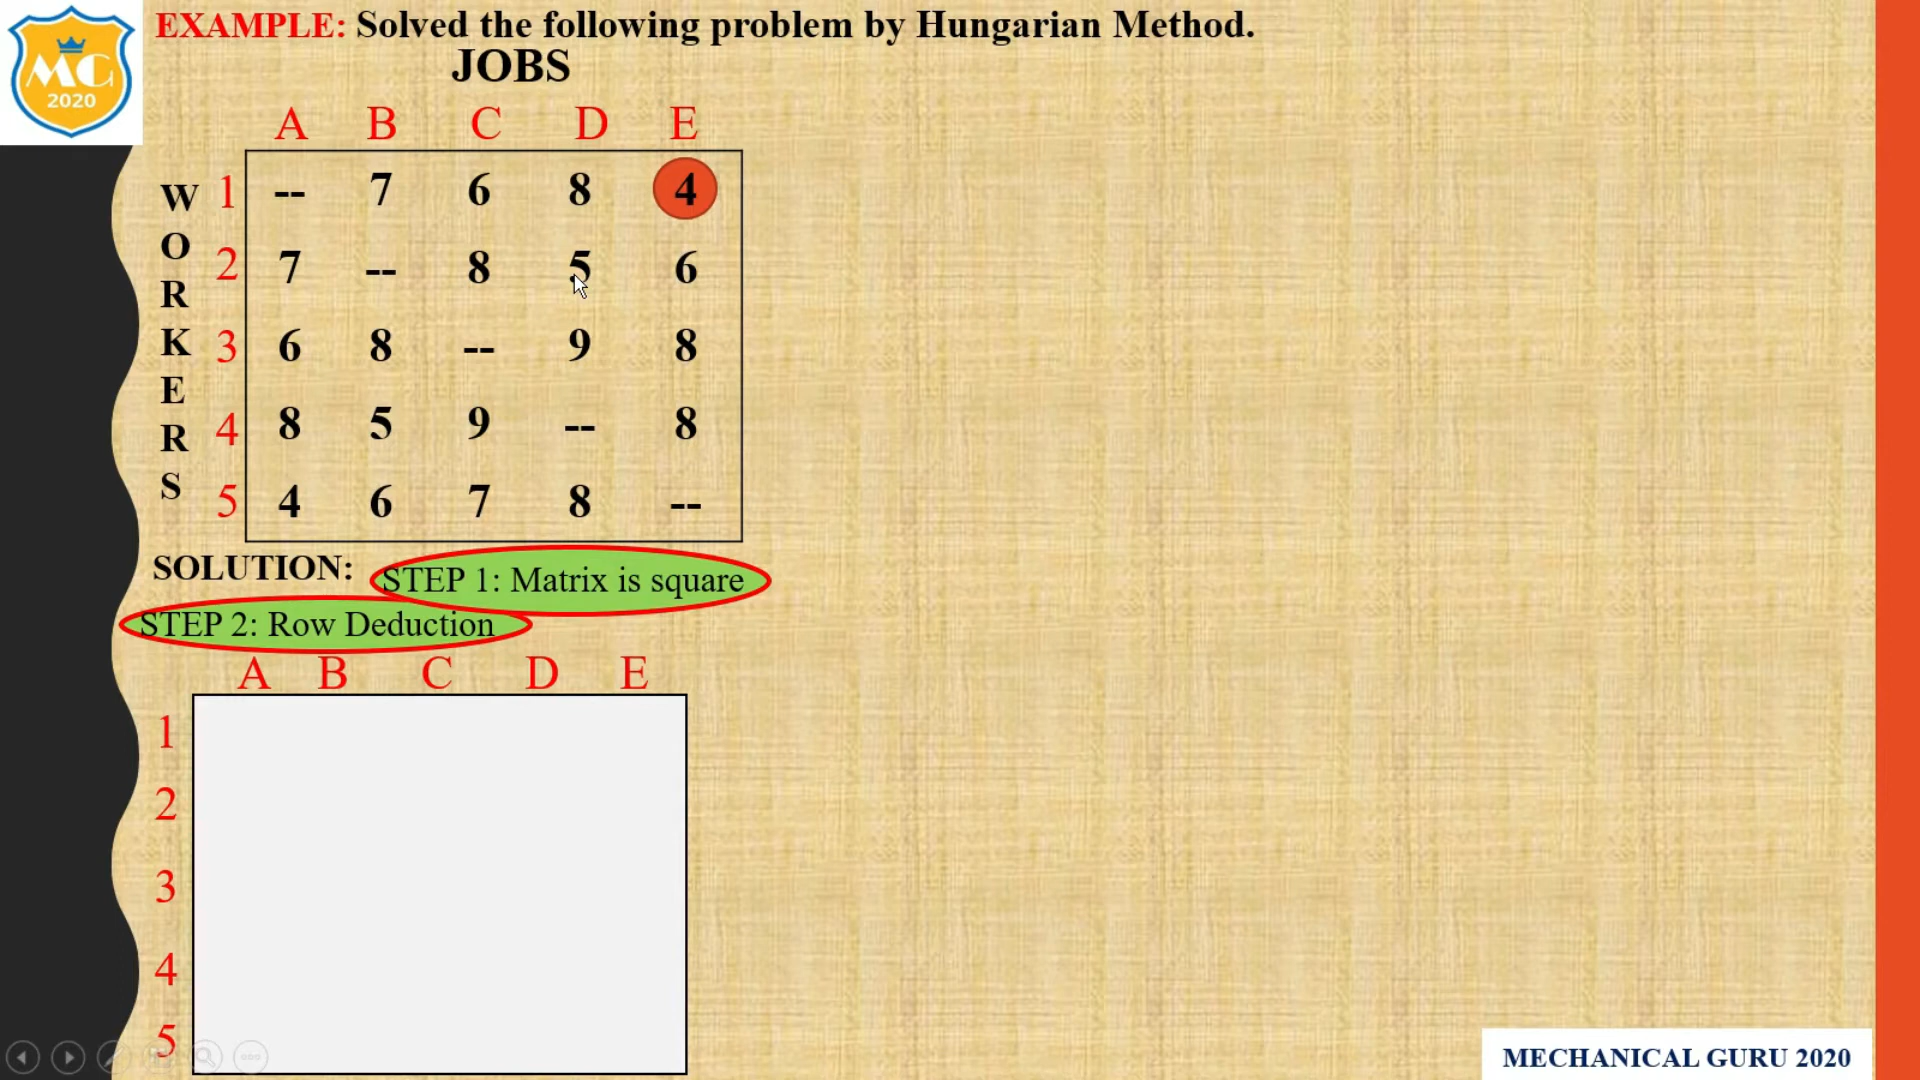 MG
2020
EXAMPLE: Solved the following problem by Hungarian Method.
JOBS
A B C D E
WORKERS
1 -- 7 6 8 4
2 7 -- 8 5 6
3 6 8 -- 9 8
4 8 5 9 -- 8
5 4 6 7 8 --
SOLUTION: STEP 1: Matrix is square
STEP 2: Row Deduction
A B C D E
1
2
3
4
5
MECHANICAL GURU 2020